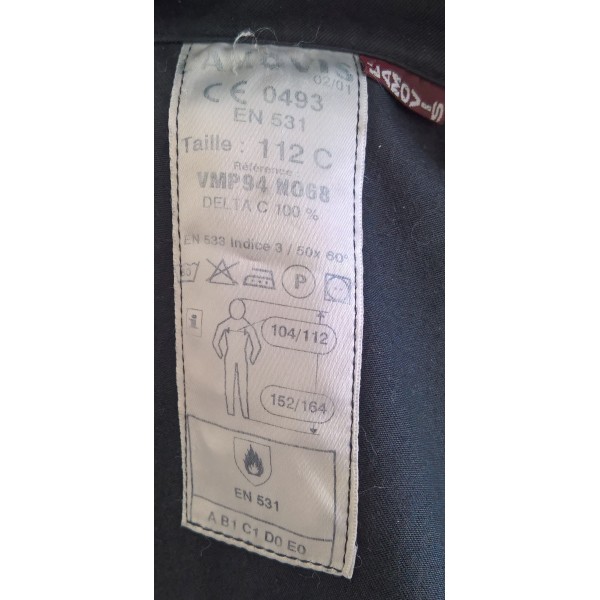 02/01
CE 0493
EN 531
Taille : 112 C
Référence
VMP94 NO68
DELTA C 100 %
EN 533 Indice 3 / 50x 60°
P
i
104/112
152/164
EN 531
A B1 C1 D0 E0